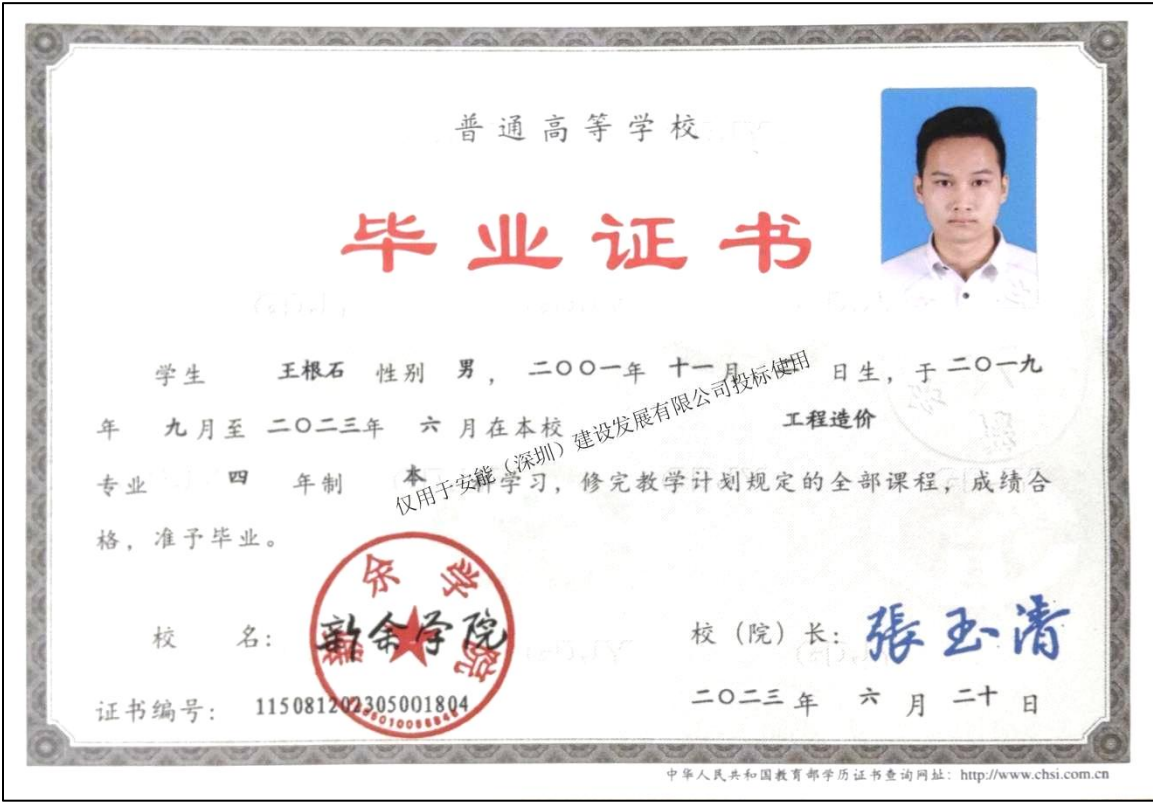 普通高等学校
毕业证书
学生 王根石 性别 男，二〇〇一年 十一月 日生，于二〇一九
年 九月至 二〇二三年 六 月在本校 工程造价
专业 四 年制 本 科学习，修完教学计划规定的全部课程，成绩合
格，准予毕业。
仅用于安能（深圳）建设发展有限公司投标使用
新余学院
校 名： 新余学院 校（院）长：張玉清
证书编号： 115081202305001804 二〇二三 年 六 月 二十 日
中华人民共和国教育部学历证书查询网址：http://www.chsi.com.cn